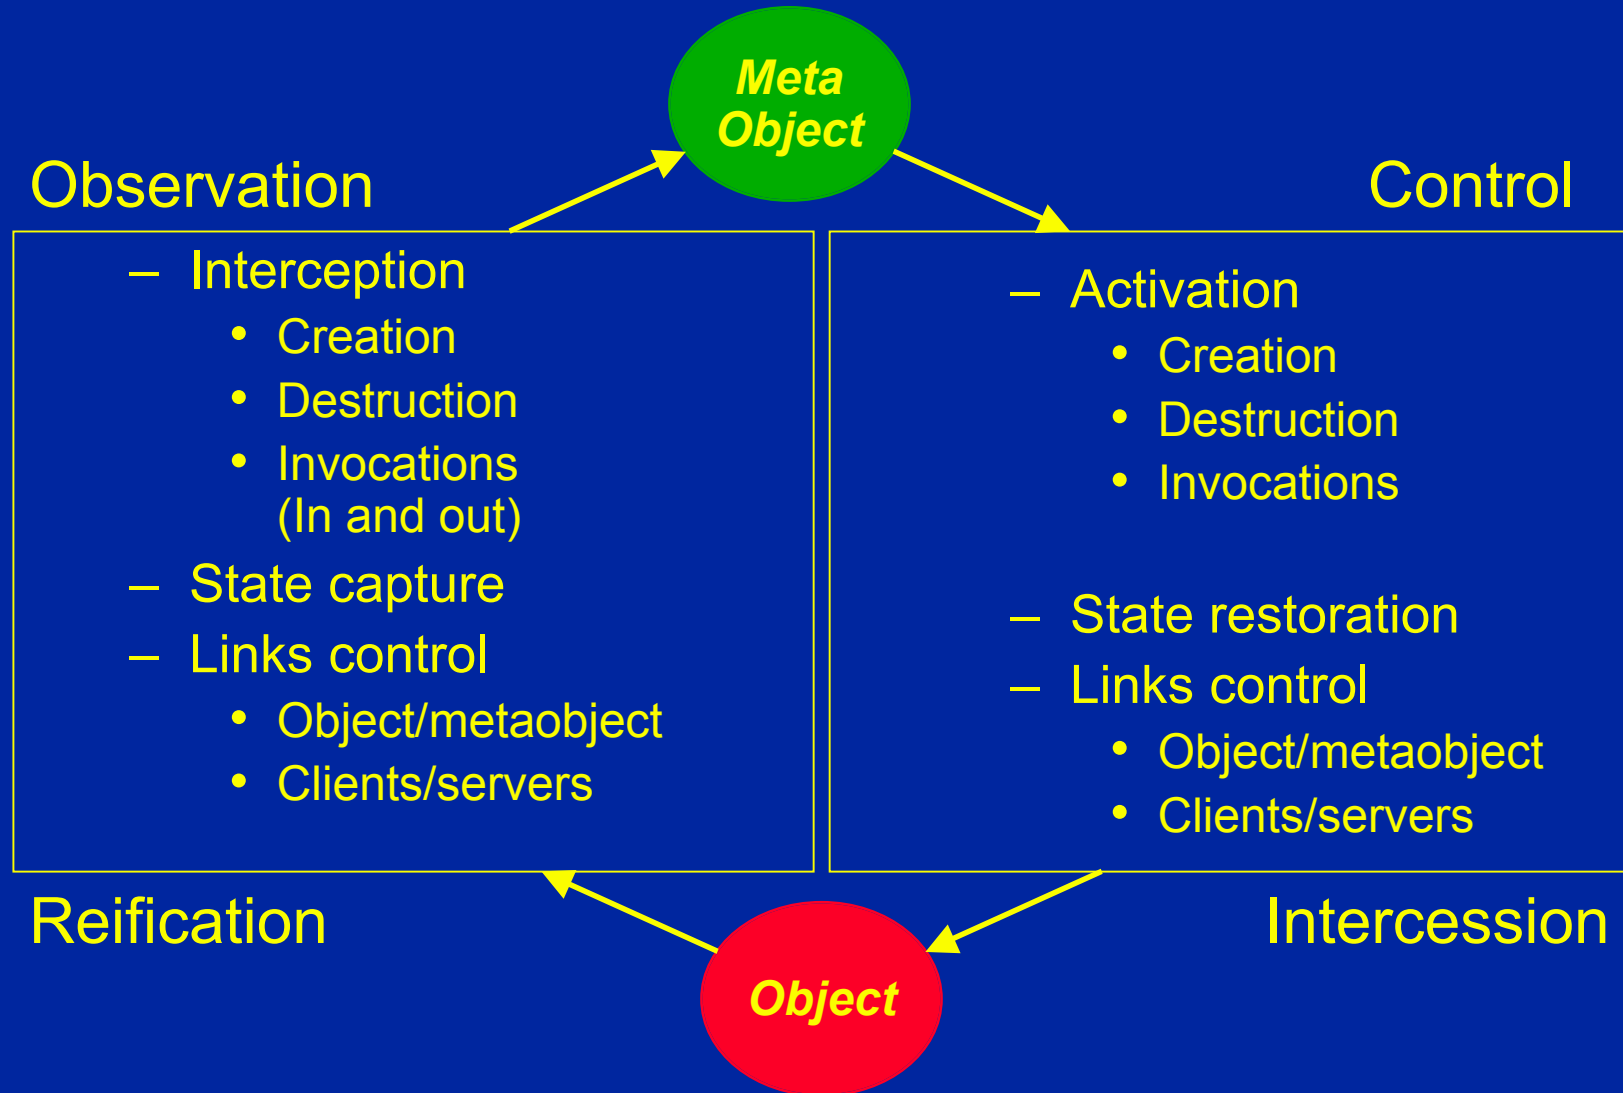 Meta
Object
Observation
– Interception
• Creation
• Destruction
• Invocations
(In and out)
– State capture
– Links control
• Object/metaobject
• Clients/servers
Reification
Control
– Activation
• Creation
• Destruction
• Invocations
– State restoration
– Links control
• Object/metaobject
• Clients/servers
Intercession
Object